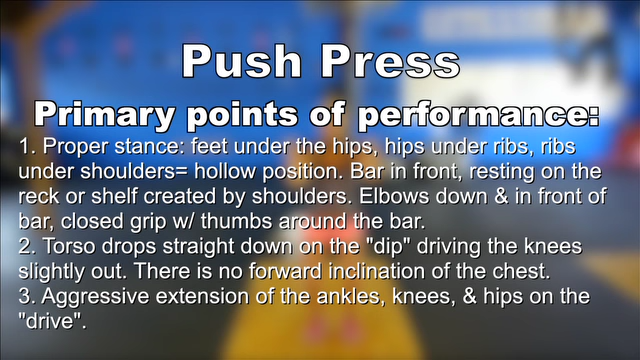 Push Press
Primary points of performance:
1. Proper stance: feet under the hips, hips under ribs, ribs
under shoulders= hollow position. Bar in front, resting on the
reck or shelf created by shoulders. Elbows down & in front of
bar, closed grip w/ thumbs around the bar.
2. Torso drops straight down on the "dip" driving the knees
slightly out. There is no forward inclination of the chest.
3. Aggressive extension of the ankles, knees, & hips on the
"drive".